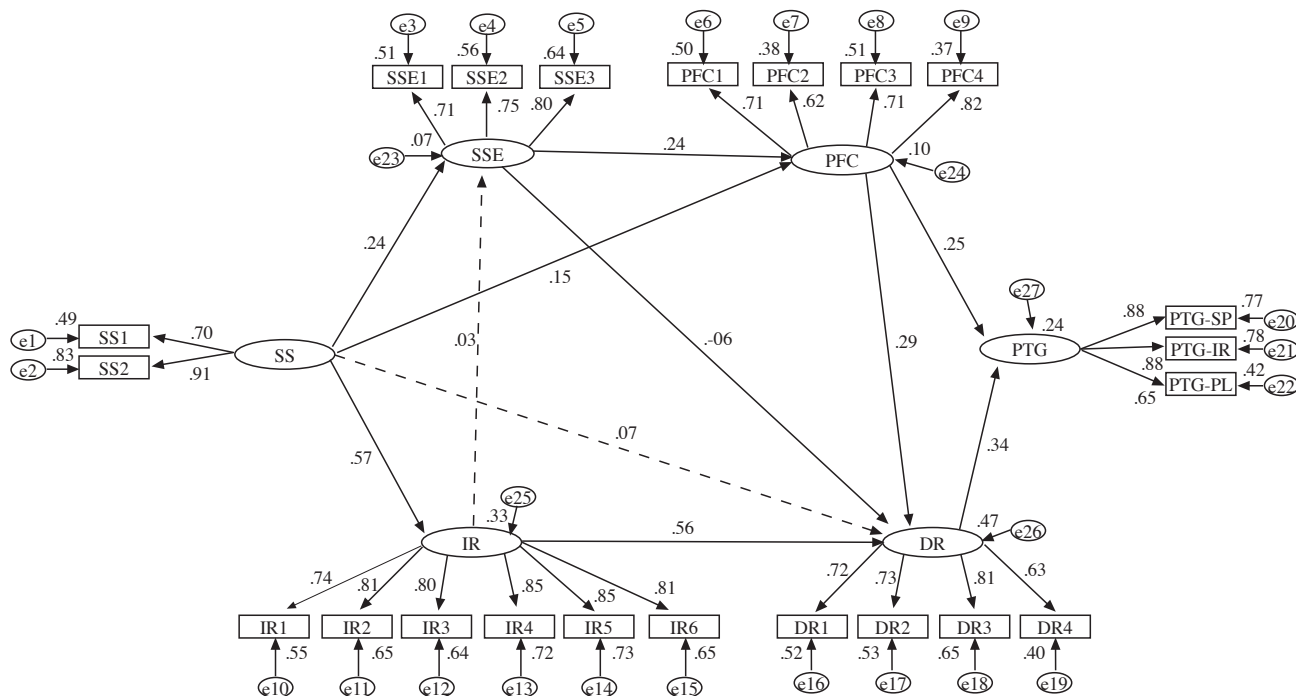 e3 e4 e5 e6 e7 e8 e9
.51 .56 .64 .50 .38 .51 .37
SSE1 SSE2 SSE3 PFC1 PFC2 PFC3 PFC4
.71 .75 .80 .71 .62 .71 .82
e23 .07 SSE .24 PFC .10 e24
.24 .15 .25
e27
.03 -.06 .29
.49 .70 .24 .88 .77
e1 SS1 PTG-SP e20
SS PTG PTG-IR .78 e21
e2 .83 SS2 .91 .88
.65 PTG-PL .42 e22
.07 .34
.57
e25
.33 .47
IR .56 DR e26
.74 .81 .80 .85 .85 .81 .72 .73 .81 .63
IR1 IR2 IR3 IR4 IR5 IR6 DR1 DR2 DR3 DR4
.55 .65 .64 .72 .73 .65 .52 .53 .65 .40
e10 e11 e12 e13 e14 e15 e16 e17 e18 e19